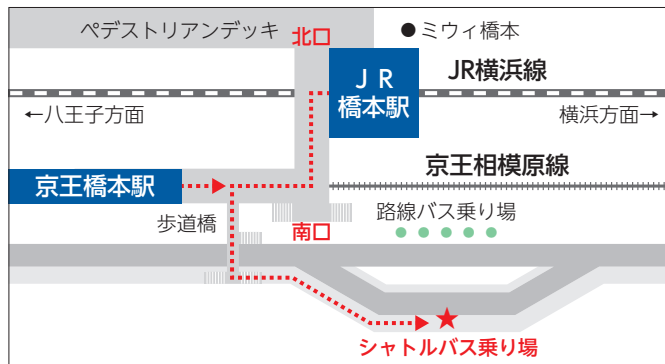 ペデストリアンデッキ
北口
●ミウィ橋本
JR
橋本駅
JR横浜線
←八王子方面
横浜方面→
京王橋本駅
京王相模原線
歩道橋
南口
路線バス乗り場
シャトルバス乗り場